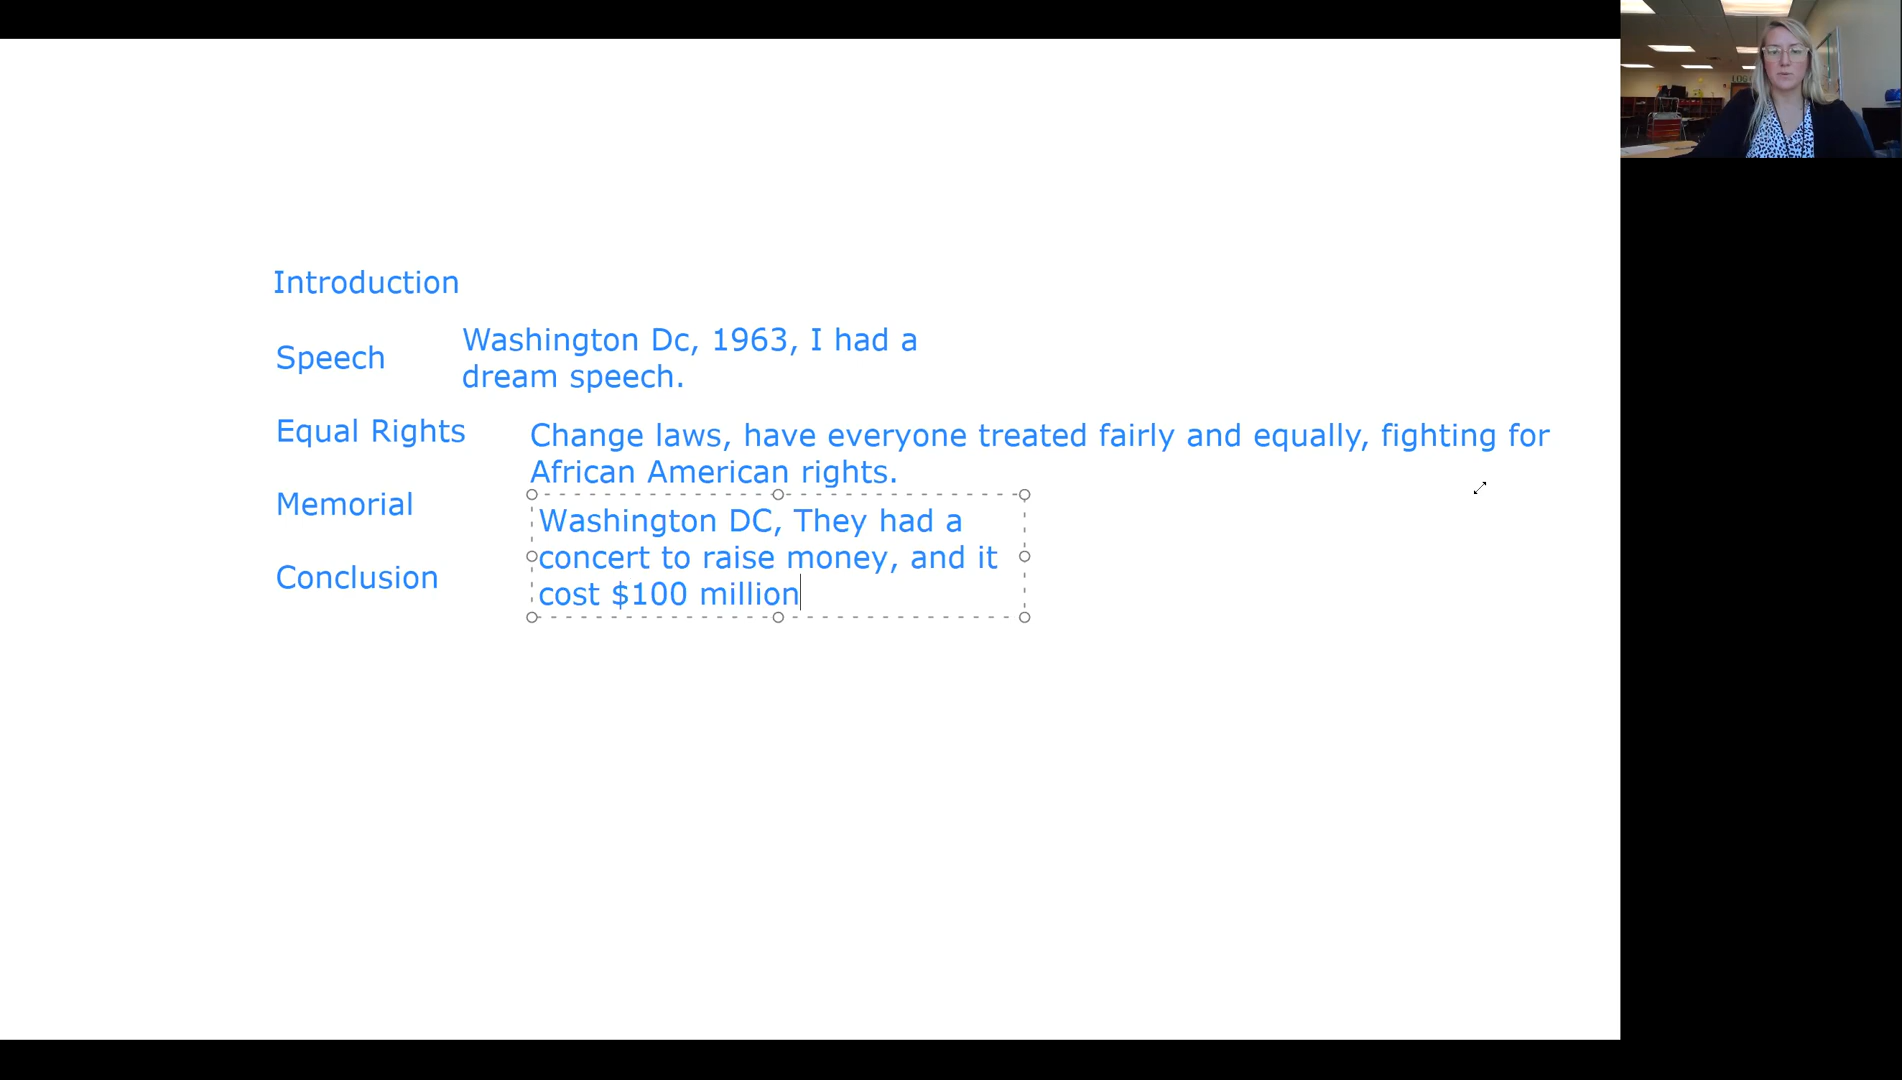 Introduction
Speech
Washington Dc, 1963, I had a
dream speech.
Equal Rights
Change laws, have everyone treated fairly and equally, fighting for
African American rights.
Memorial
Washington DC, They had a
concert to raise money, and it
cost $100 million
Conclusion